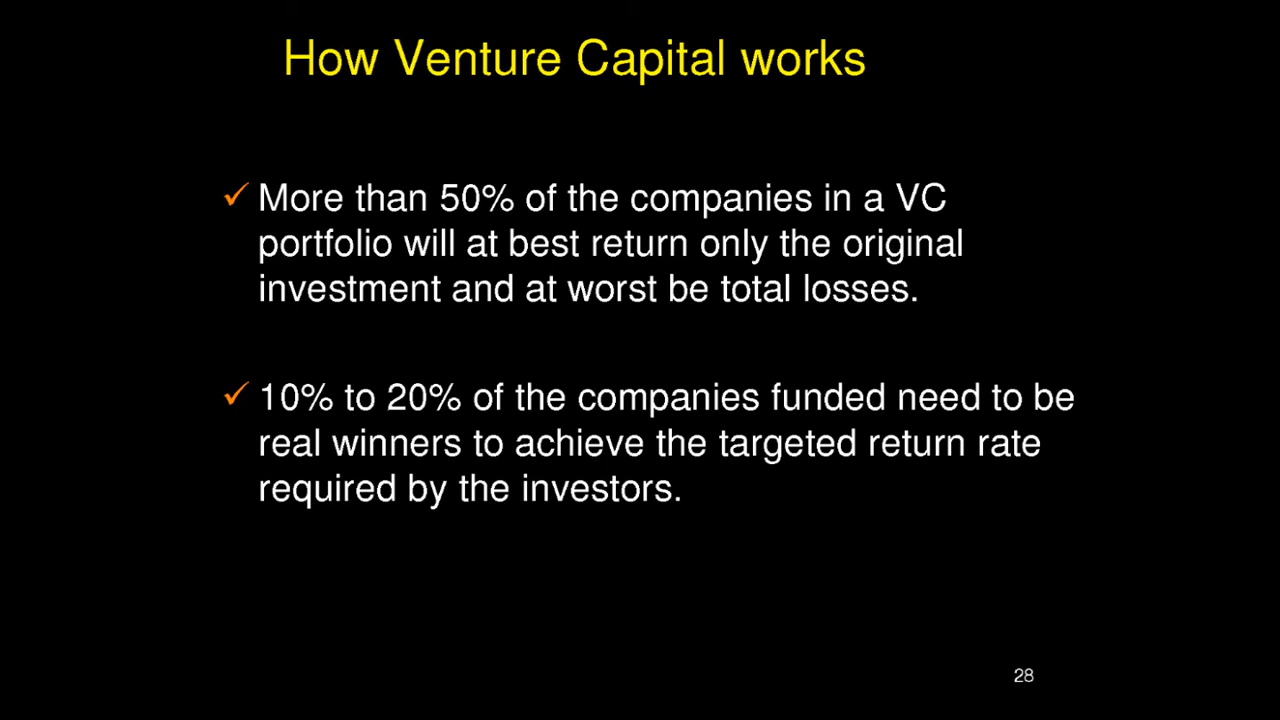 How Venture Capital works
✓ More than 50% of the companies in a VC
portfolio will at best return only the original
investment and at worst be total losses.
✓ 10% to 20% of the companies funded need to be
real winners to achieve the targeted return rate
required by the investors.
28